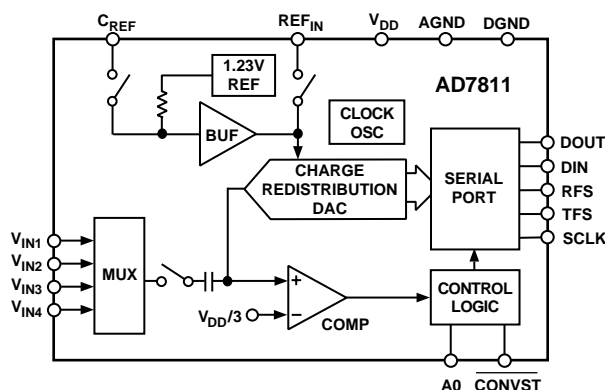 CREF
REFIN
VDD
AGND
DGND
1.23V
REF
AD7811
CLOCK
OSC
BUF
DOUT
DIN
RFS
TFS
SCLK
SERIAL
PORT
CHARGE
REDISTRIBUTION
DAC
VIN1
VIN2
VIN3
VIN4
MUX
+
–
VDD/3
COMP
CONTROL
LOGIC
A0
CONVST